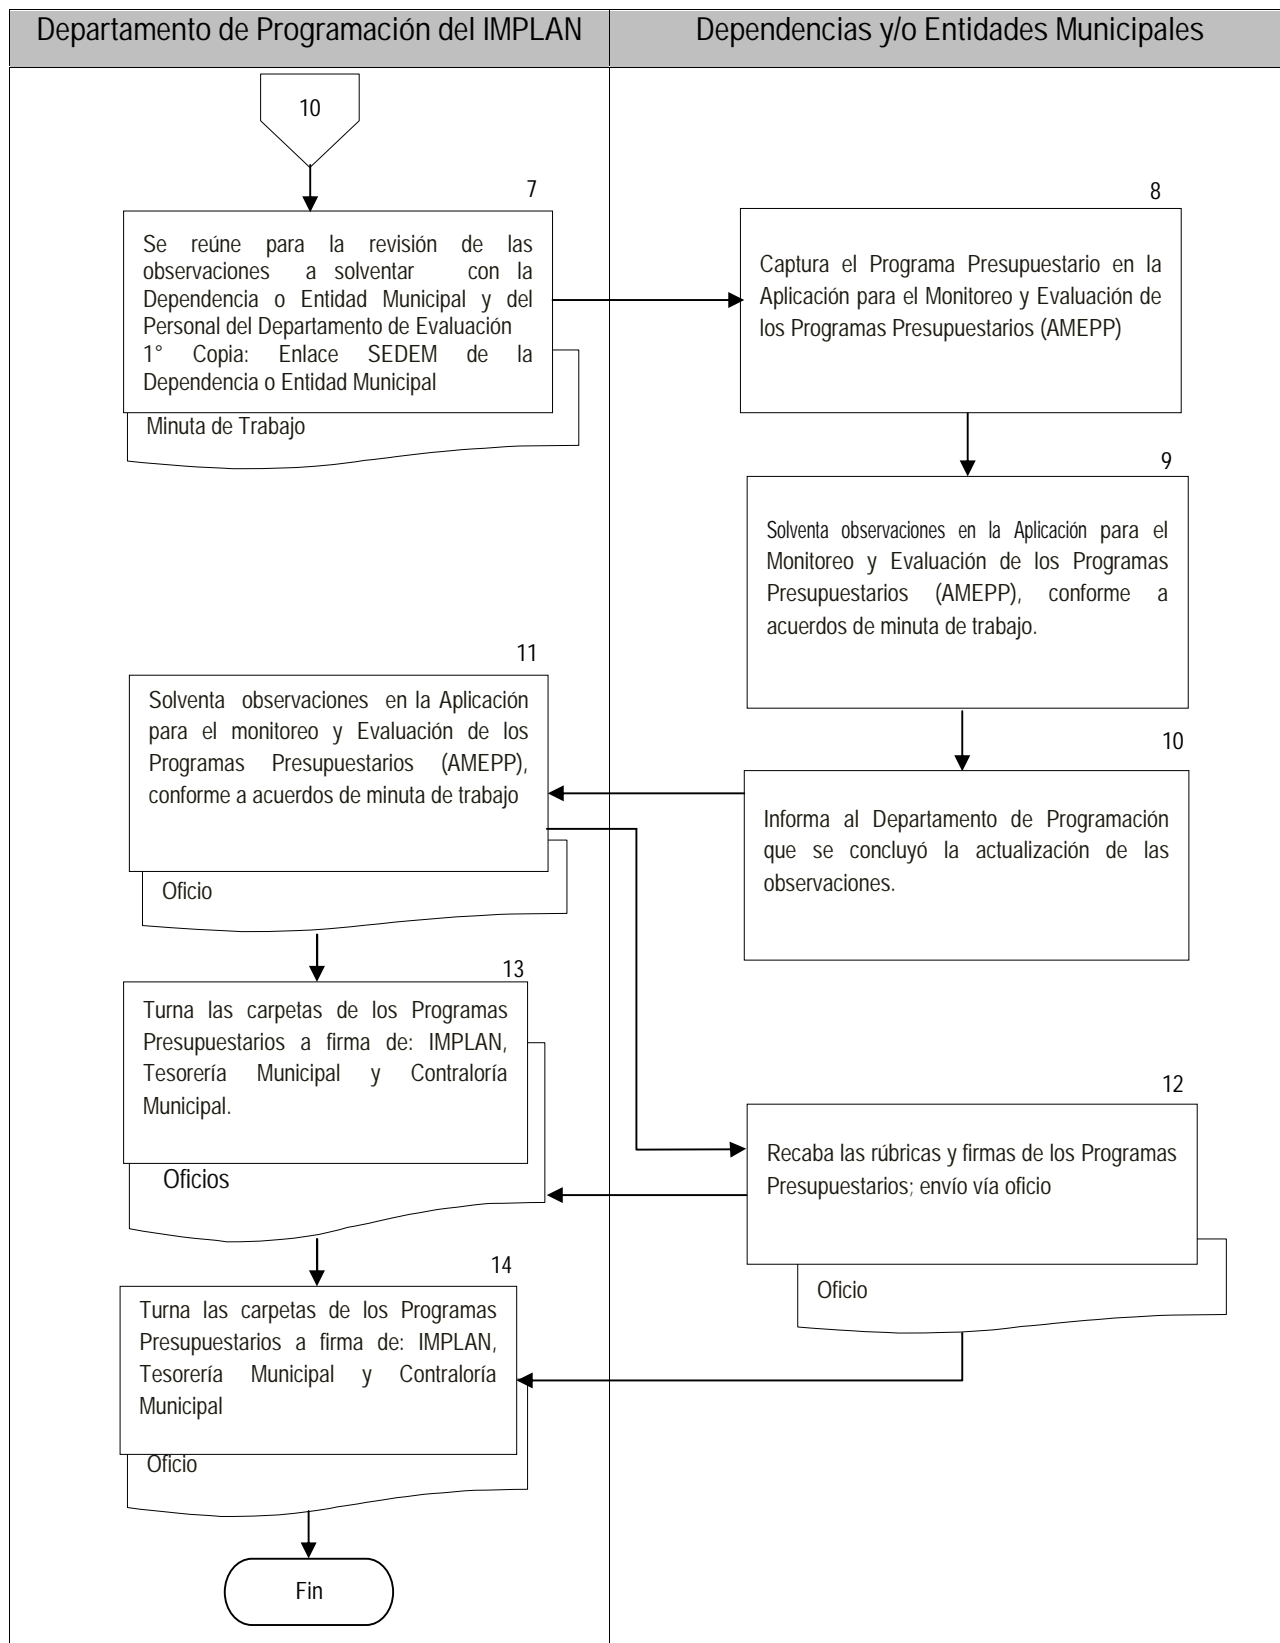 Departamento de Programación del IMPLAN
Dependencias y/o Entidades Municipales
10
7
Se reúne para la revisión de las
observaciones a solventar con la
Dependencia o Entidad Municipal y del
Personal del Departamento de Evaluación
1° Copia: Enlace SEDEM de la
Dependencia o Entidad Municipal
Minuta de Trabajo
8
Captura el Programa Presupuestario en la
Aplicación para el Monitoreo y Evaluación de
los Programas Presupuestarios (AMEPP)
9
Solventa observaciones en la Aplicación para el
Monitoreo y Evaluación de los Programas
Presupuestarios (AMEPP), conforme a
acuerdos de minuta de trabajo.
10
Informa al Departamento de Programación
que se concluyó la actualización de las
observaciones.
11
Solventa observaciones en la Aplicación
para el monitoreo y Evaluación de los
Programas Presupuestarios (AMEPP),
conforme a acuerdos de minuta de trabajo
Oficio
12
Recaba las rúbricas y firmas de los Programas
Presupuestarios; envío vía oficio
Oficio
13
Turna las carpetas de los Programas
Presupuestarios a firma de: IMPLAN,
Tesorería Municipal y Contraloría
Municipal.
Oficios
14
Turna las carpetas de los Programas
Presupuestarios a firma de: IMPLAN,
Tesorería Municipal y Contraloría
Municipal
Oficio
Fin